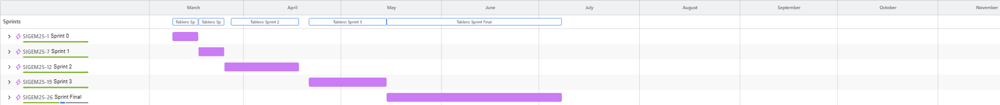 March April May June July August September October November
Sprints Tablero Sp Tablero Sp Tablero Sprint 2 Tablero Sprint 3 Tablero Sprint Final
SIGEM25-1 Sprint 0
SIGEM25-7 Sprint 1
SIGEM25-12 Sprint 2
SIGEM25-19 Sprint 3
SIGEM25-26 Sprint Final